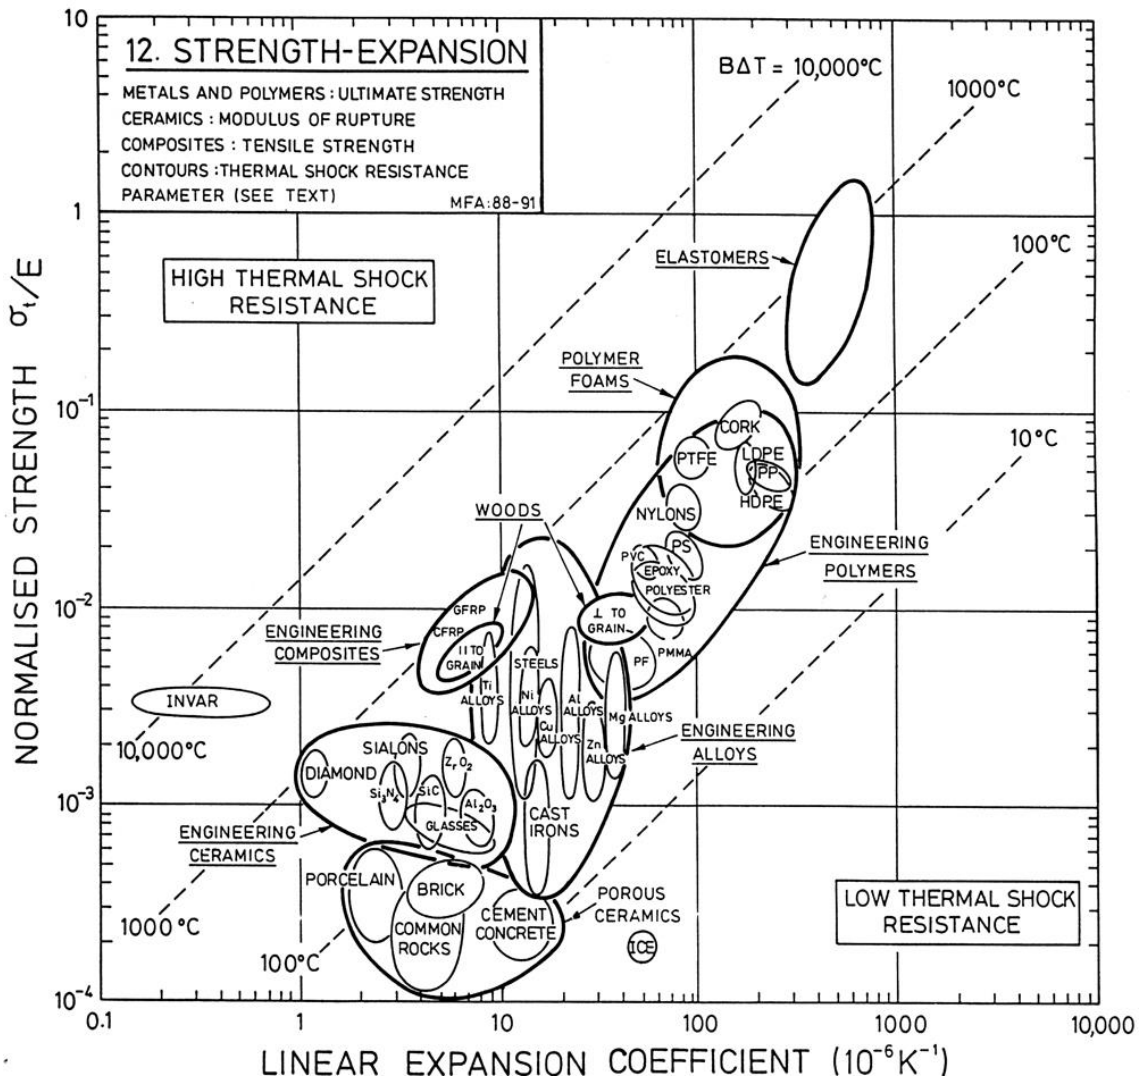 12. STRENGTH-EXPANSION
METALS AND POLYMERS : ULTIMATE STRENGTH
CERAMICS : MODULUS OF RUPTURE
COMPOSITES : TENSILE STRENGTH
CONTOURS : THERMAL SHOCK RESISTANCE
PARAMETER (SEE TEXT)
MFA:88-91
BΔT = 10,000°C
1000°C
100°C
10°C
HIGH THERMAL SHOCK
RESISTANCE
ELASTOMERS
POLYMER
FOAMS
CORK
PTFE
LDPE
PP
HDPE
NYLONS
WOODS
PVC
PS
EPOXY
POLYESTER
ENGINEERING
POLYMERS
GFRP
CFRP
II TO
GRAIN
⊥ TO
GRAIN
ENGINEERING
COMPOSITES
PF
PMMA
STEELS
INVAR
Ti
ALLOYS
Ni
ALLOYS
Cu
ALLOYS
Al
ALLOYS
Zn
ALLOYS
Mg ALLOYS
ENGINEERING
ALLOYS
10,000°C
SIALONS
DIAMOND
ZrO2
Si3N4
SiC
Al2O3
GLASSES
CAST
IRONS
ENGINEERING
CERAMICS
PORCELAIN
BRICK
COMMON
ROCKS
CEMENT
CONCRETE
POROUS
CERAMICS
ICE
LOW THERMAL SHOCK
RESISTANCE
1000°C
100°C
NORMALISED STRENGTH σt/E
10
1
10-1
10-2
10-3
10-4
0.1
1
10
100
1000
10,000
LINEAR EXPANSION COEFFICIENT (10-6 K-1)